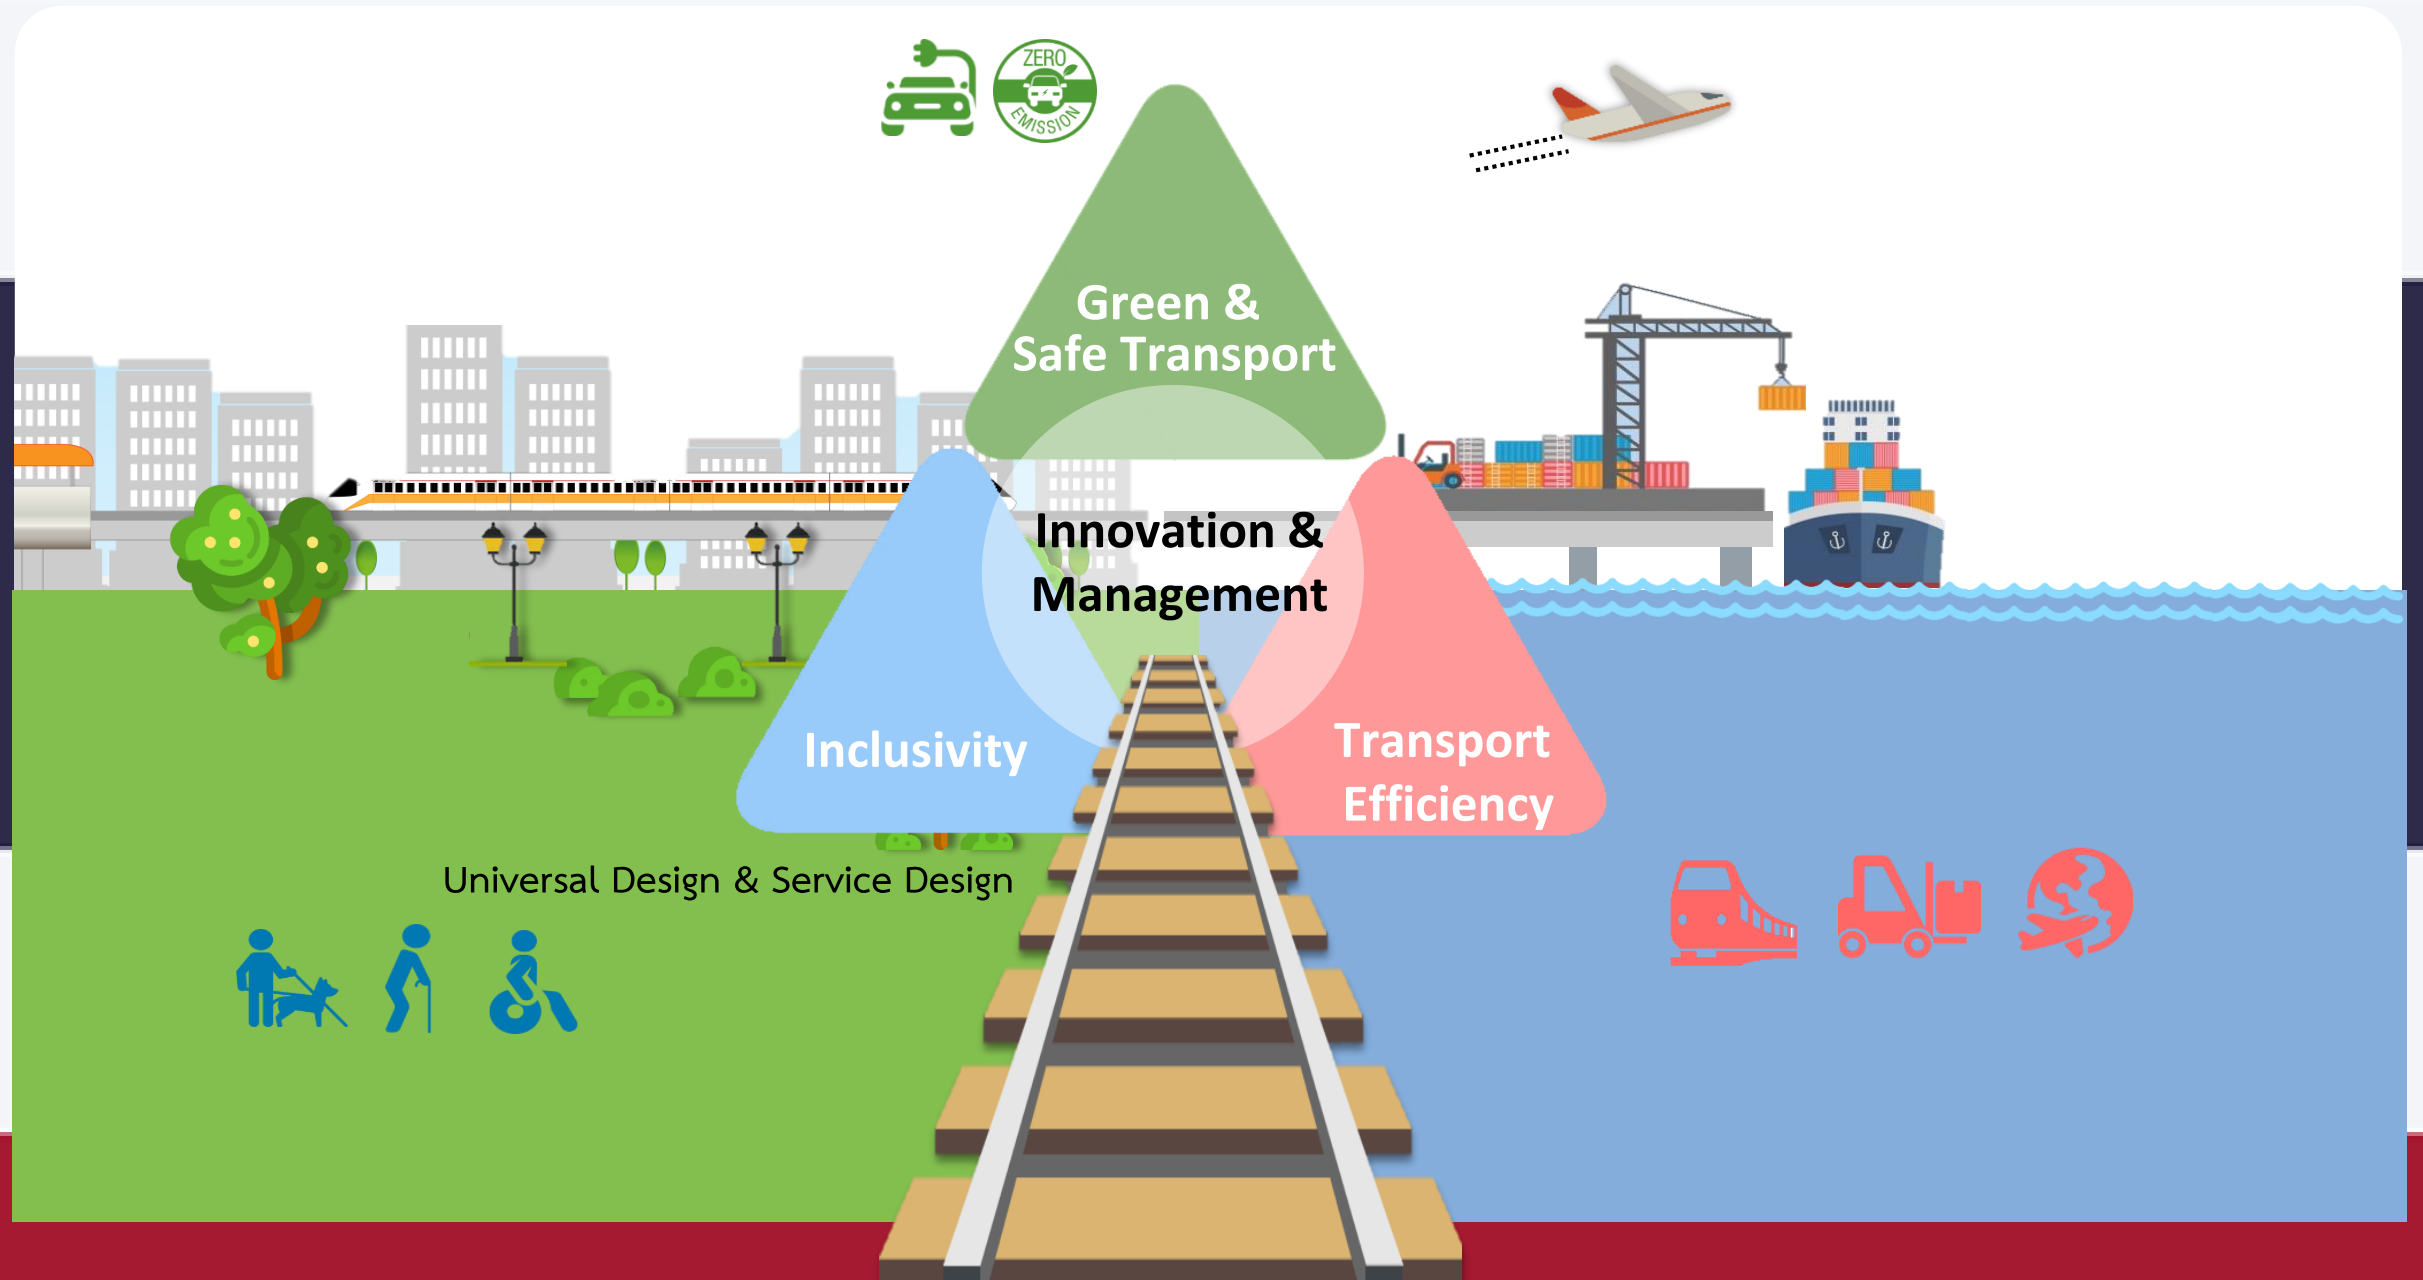 ZERO
EMISSION
Green &
Safe Transport
Innovation &
Management
Inclusivity
Transport
Efficiency
Universal Design & Service Design